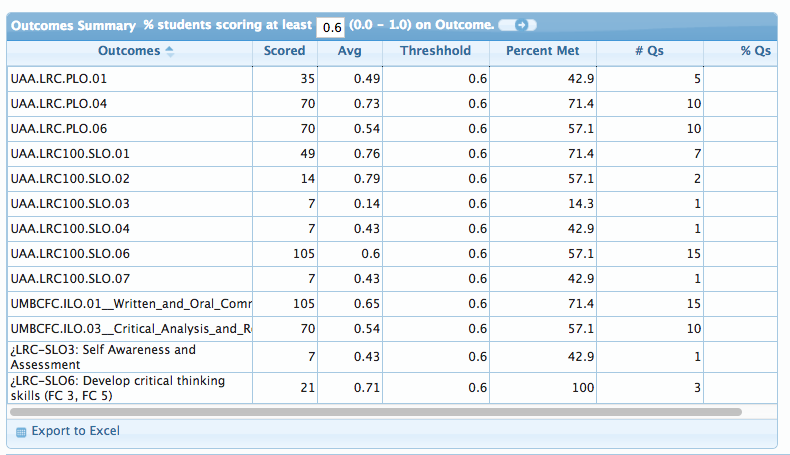 Outcomes Summary % students scoring at least 0.6 (0.0 – 1.0) on Outcome.
Outcomes Scored Avg Threshhold Percent Met # Qs % Qs
UAA.LRC.PLO.01 35 0.49 0.6 42.9 5
UAA.LRC.PLO.04 70 0.73 0.6 71.4 10
UAA.LRC.PLO.06 70 0.54 0.6 57.1 10
UAA.LRC100.SLO.01 49 0.76 0.6 71.4 7
UAA.LRC100.SLO.02 14 0.79 0.6 57.1 2
UAA.LRC100.SLO.03 7 0.14 0.6 14.3 1
UAA.LRC100.SLO.04 7 0.43 0.6 42.9 1
UAA.LRC100.SLO.06 105 0.6 0.6 57.1 15
UAA.LRC100.SLO.07 7 0.43 0.6 42.9 1
UMBCFC.ILO.01__Written_and_Oral_Comr 105 0.65 0.6 71.4 15
UMBCFC.ILO.03__Critical_Analysis_and_R 70 0.54 0.6 57.1 10
¿LRC-SLO3: Self Awareness and
Assessment 7 0.43 0.6 42.9 1
¿LRC-SLO6: Develop critical thinking
skills (FC 3, FC 5) 21 0.71 0.6 100 3
Export to Excel